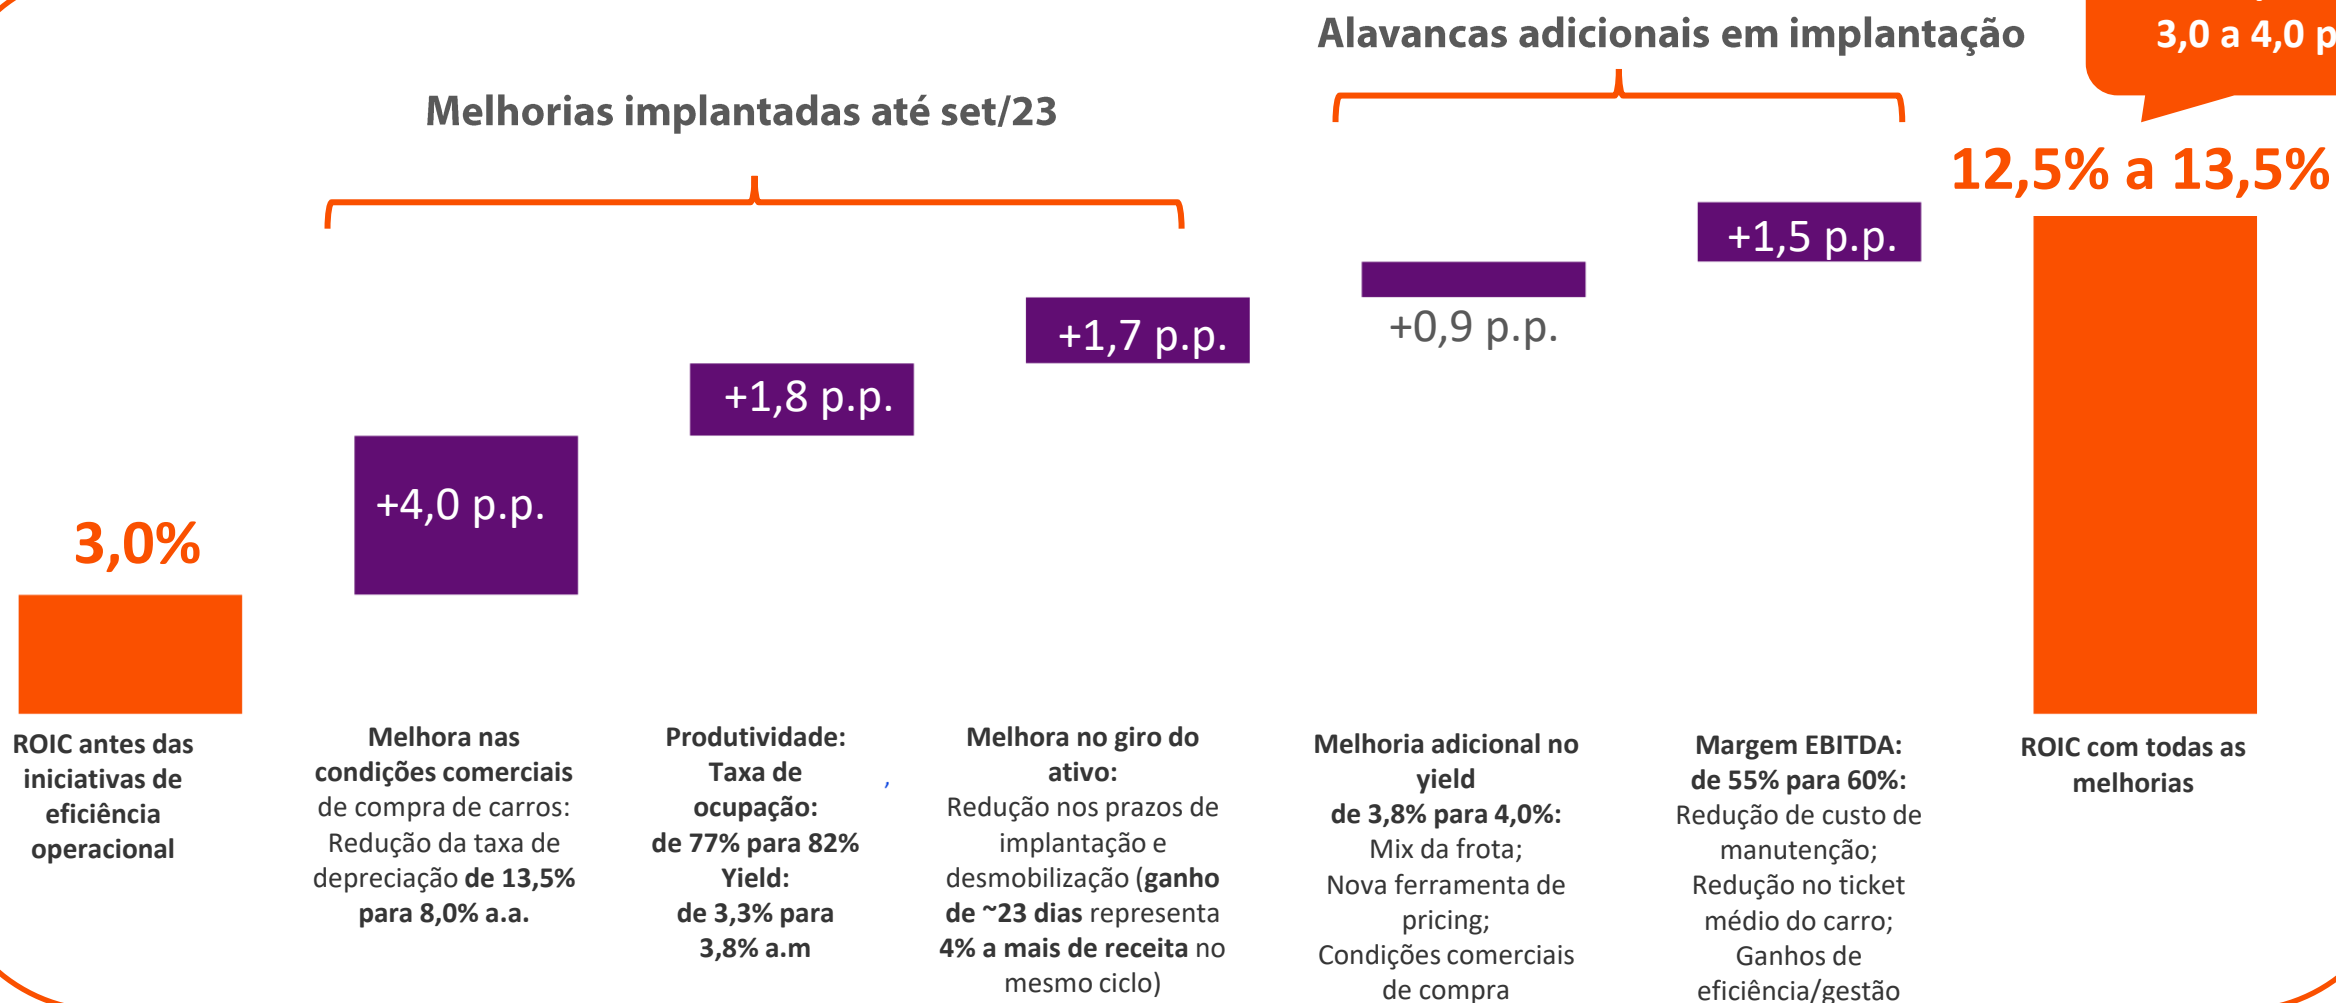 Alavancas adicionais em implantação
3,0 a 4,0 p
Melhorias implantadas até set/23
12,5% a 13,5%
+1,5 p.p.
+0,9 p.p.
+1,7 p.p.
+1,8 p.p.
+4,0 p.p.
3,0%
ROIC antes das
iniciativas de
eficiência
operacional
Melhora nas
condições comerciais
de compra de carros:
Redução da taxa de
depreciação de 13,5%
para 8,0% a.a.
Produtividade:
Taxa de
ocupação:
de 77% para 82%
Yield:
de 3,3% para
3,8% a.m
,
Melhora no giro do
ativo:
Redução nos prazos de
implantação e
desmobilização (ganho
de ~23 dias representa
4% a mais de receita no
mesmo ciclo)
Melhoria adicional no
yield
de 3,8% para 4,0%:
Mix da frota;
Nova ferramenta de
pricing;
Condições comerciais
de compra
Margem EBITDA:
de 55% para 60%:
Redução de custo de
manutenção;
Redução no ticket
médio do carro;
Ganhos de
eficiência/gestão
ROIC com todas as
melhorias